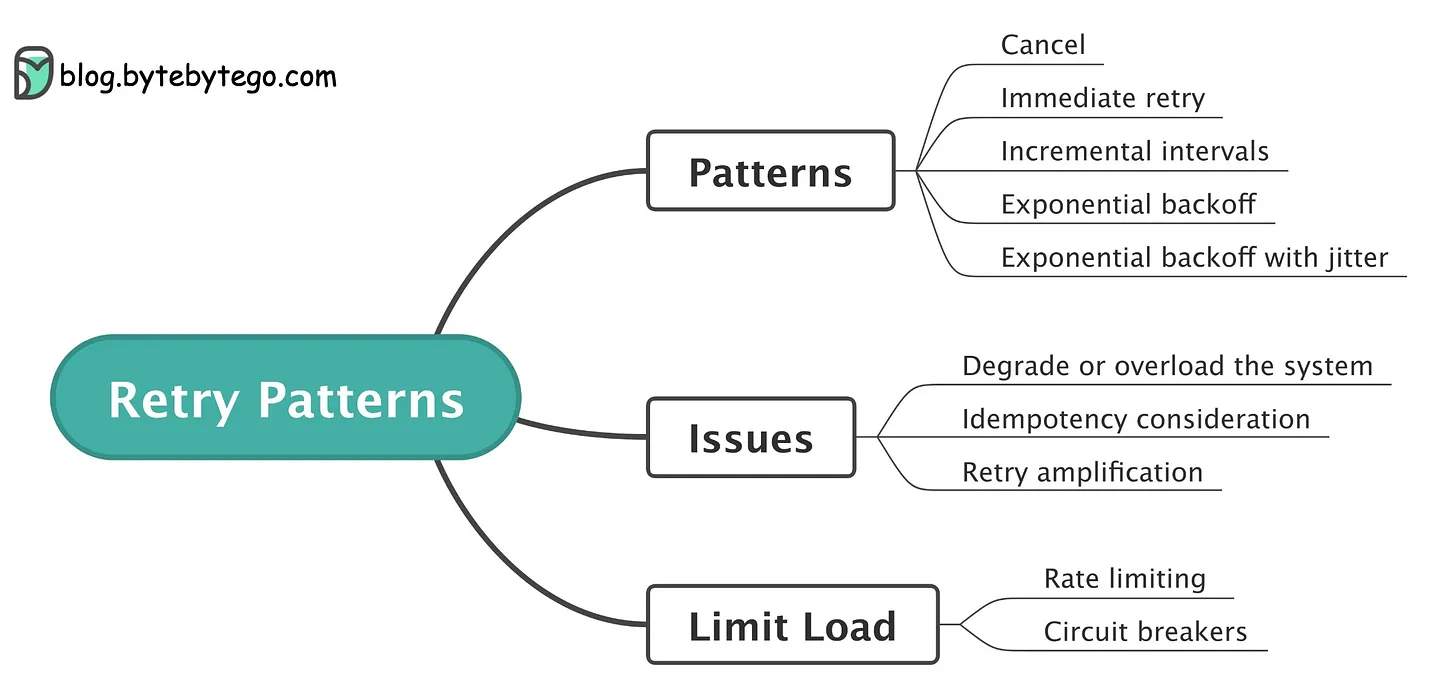 blog.bytebytego.com
Retry Patterns
Patterns
Cancel
Immediate retry
Incremental intervals
Exponential backoff
Exponential backoff with jitter
Issues
Degrade or overload the system
Idempotency consideration
Retry amplification
Limit Load
Rate limiting
Circuit breakers